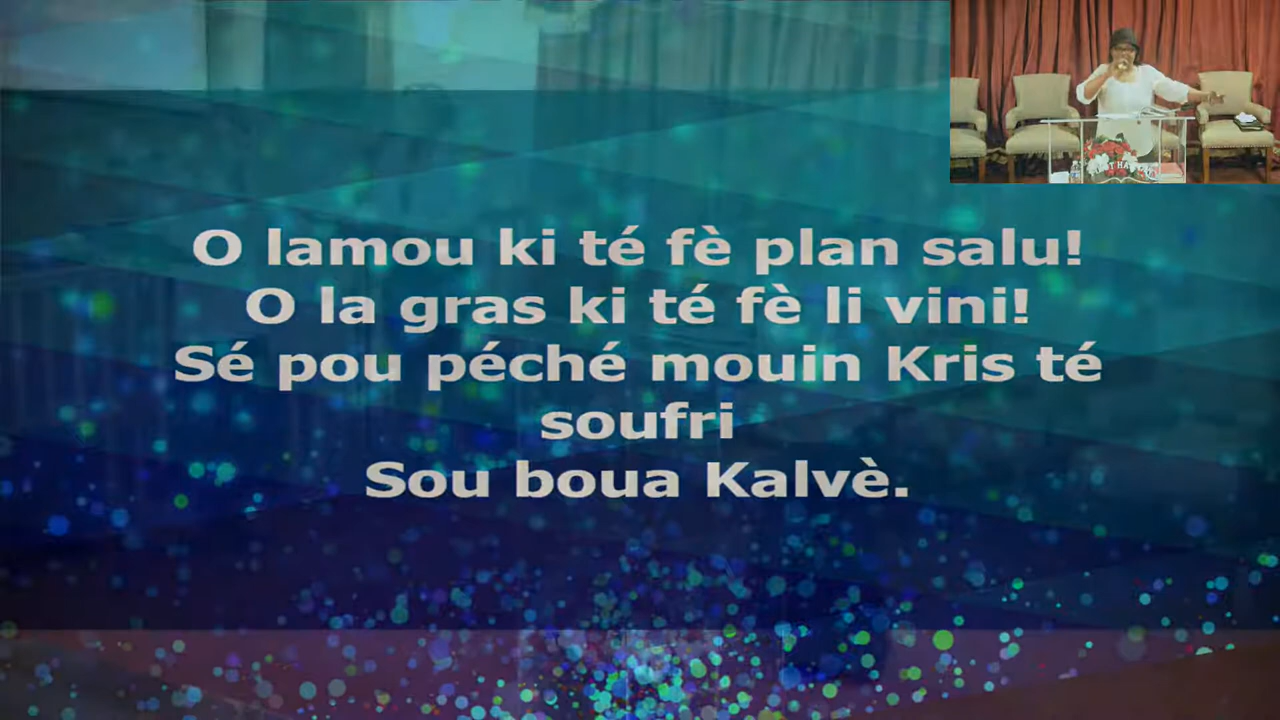 O lamou ki té fè plan salu!
O la gras ki té fè li vini!
Sé pou péché mouin Kris té
soufri
Sou boua Kalvè.